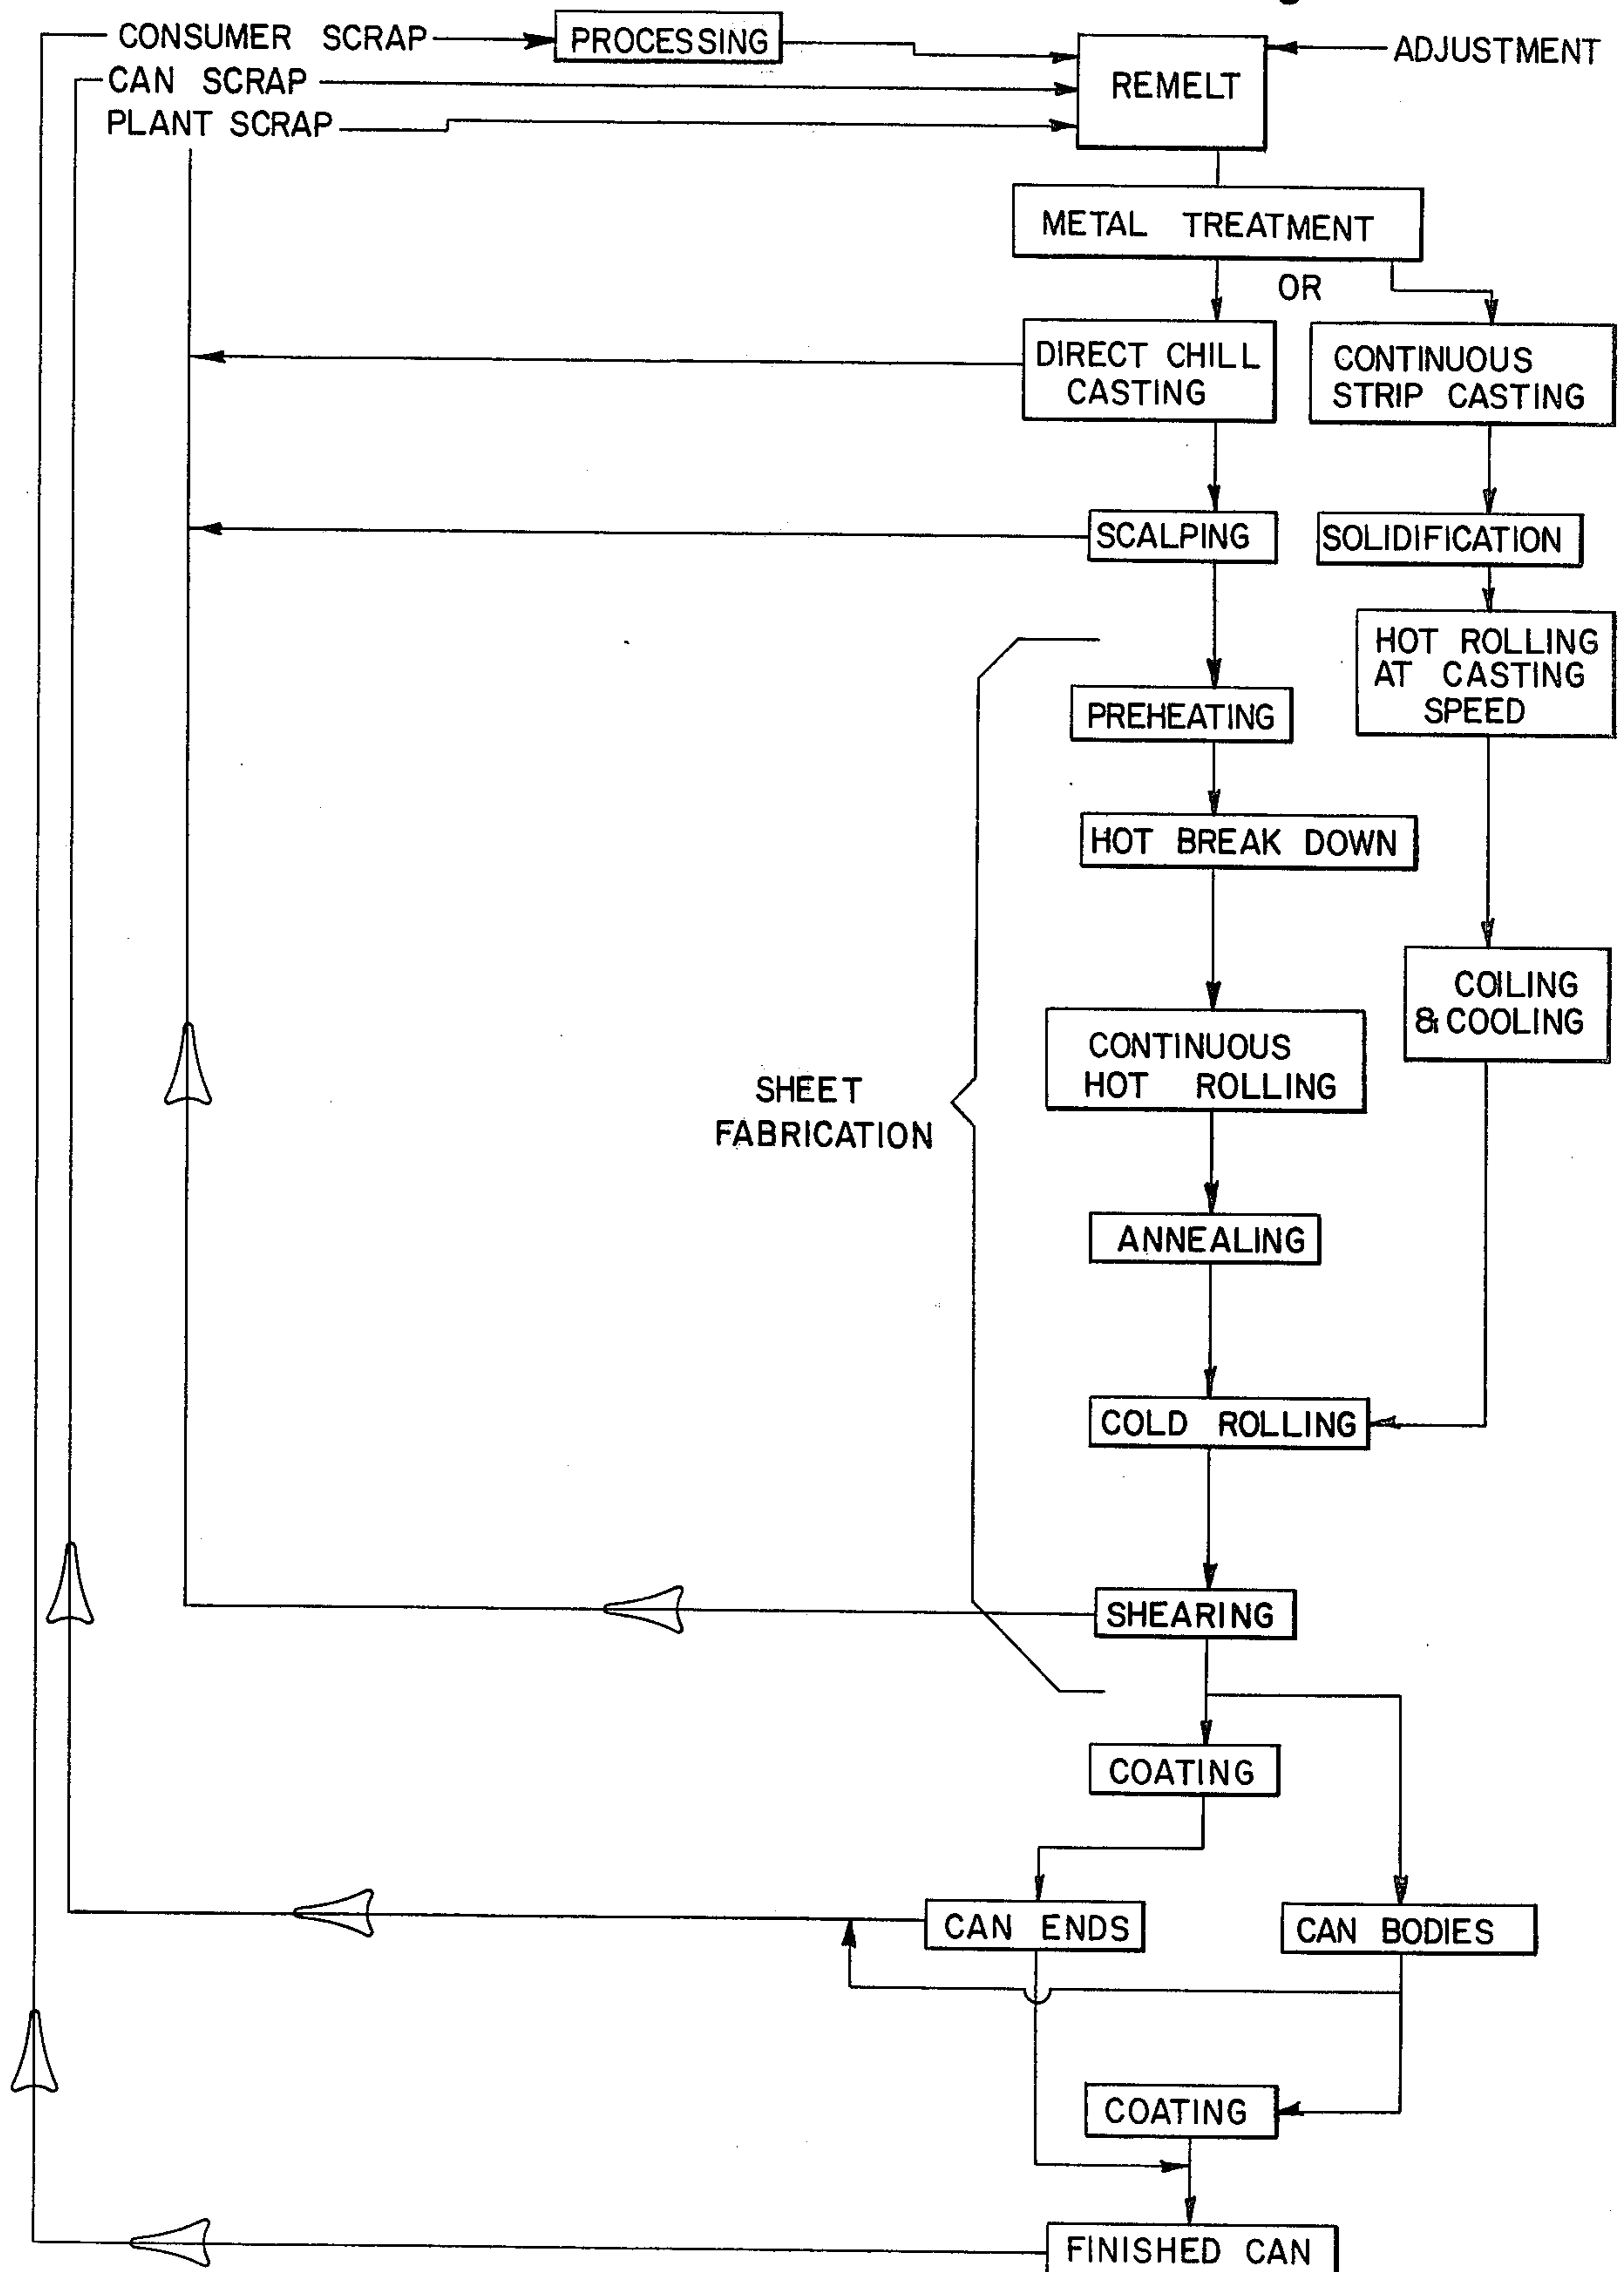 CONSUMER SCRAP
PROCESSING
ADJUSTMENT
CAN SCRAP
REMELT
PLANT SCRAP
METAL TREATMENT
OR
DIRECT CHILL
CASTING
CONTINUOUS
STRIP CASTING
SCALPING
SOLIDIFICATION
HOT ROLLING
AT CASTING
SPEED
PREHEATING
HOT BREAK DOWN
COILING
& COOLING
CONTINUOUS
HOT ROLLING
SHEET
FABRICATION
ANNEALING
COLD ROLLING
SHEARING
COATING
CAN ENDS
CAN BODIES
COATING
FINISHED CAN